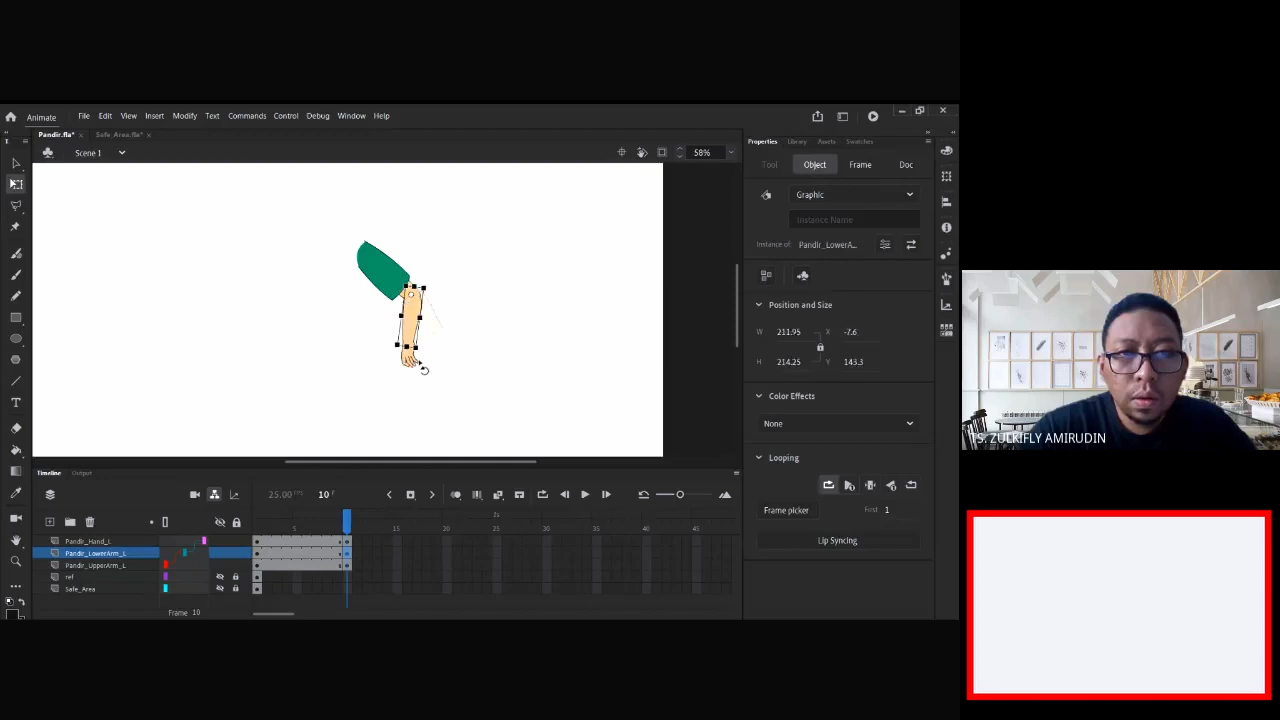 Animate File Edit View Insert Modify Text Commands Control Debug Window Help
Pandir.fla* Safe_Area.fla*
Properties Library Assets Swatches
Scene 1 58%
Tool Object Frame Doc
Graphic
Instance Name
Instance of: Pandir_LowerA...
Position and Size
W 211.95 X -7.6
H 214.25 Y 143.3
Color Effects
None
Looping
Frame picker First 1
Lip Syncing
TS. ZULKIFLY AMIRUDIN
Timeline Output
25.00 FPS 10 F
5 15 20 25 30 35 40 45
Pandir_Hand_L
Pandir_LowerArm_L
Pandir_UpperArm_L
ref
Safe_Area
Frame 10